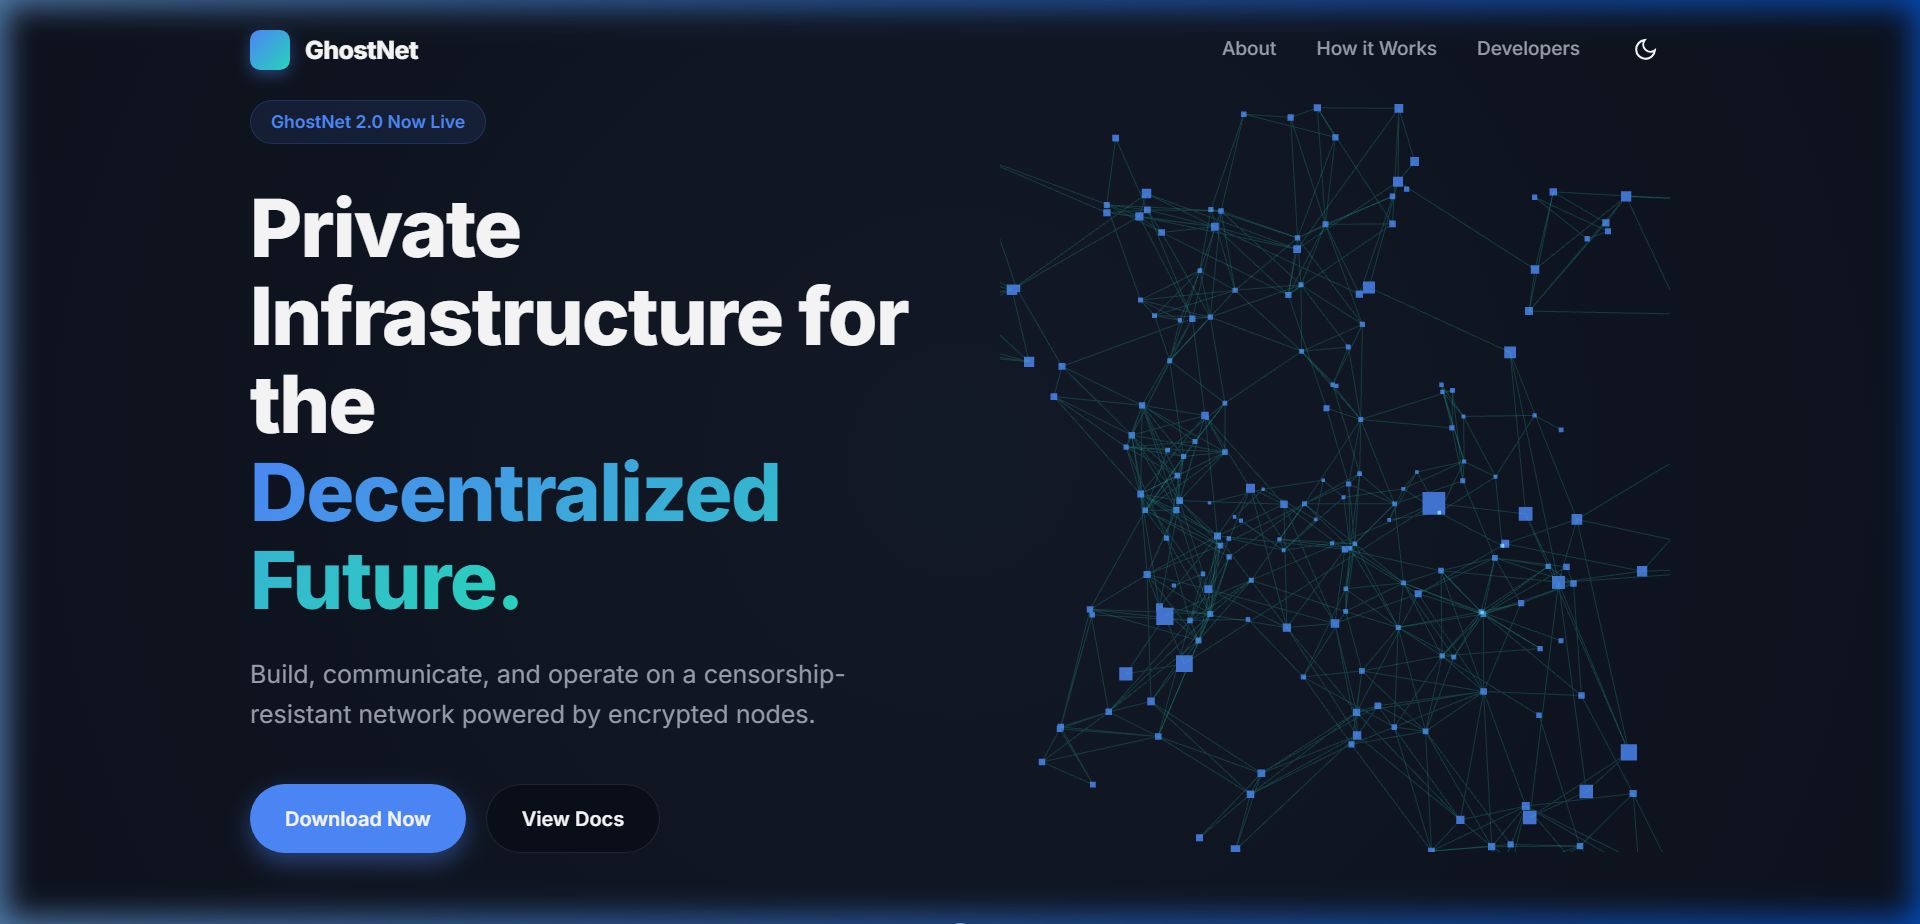 GhostNet
About
How it Works
Developers
GhostNet 2.0 Now Live
Private
Infrastructure for
the
Decentralized
Future.
Build, communicate, and operate on a censorship-
resistant network powered by encrypted nodes.
Download Now
View Docs